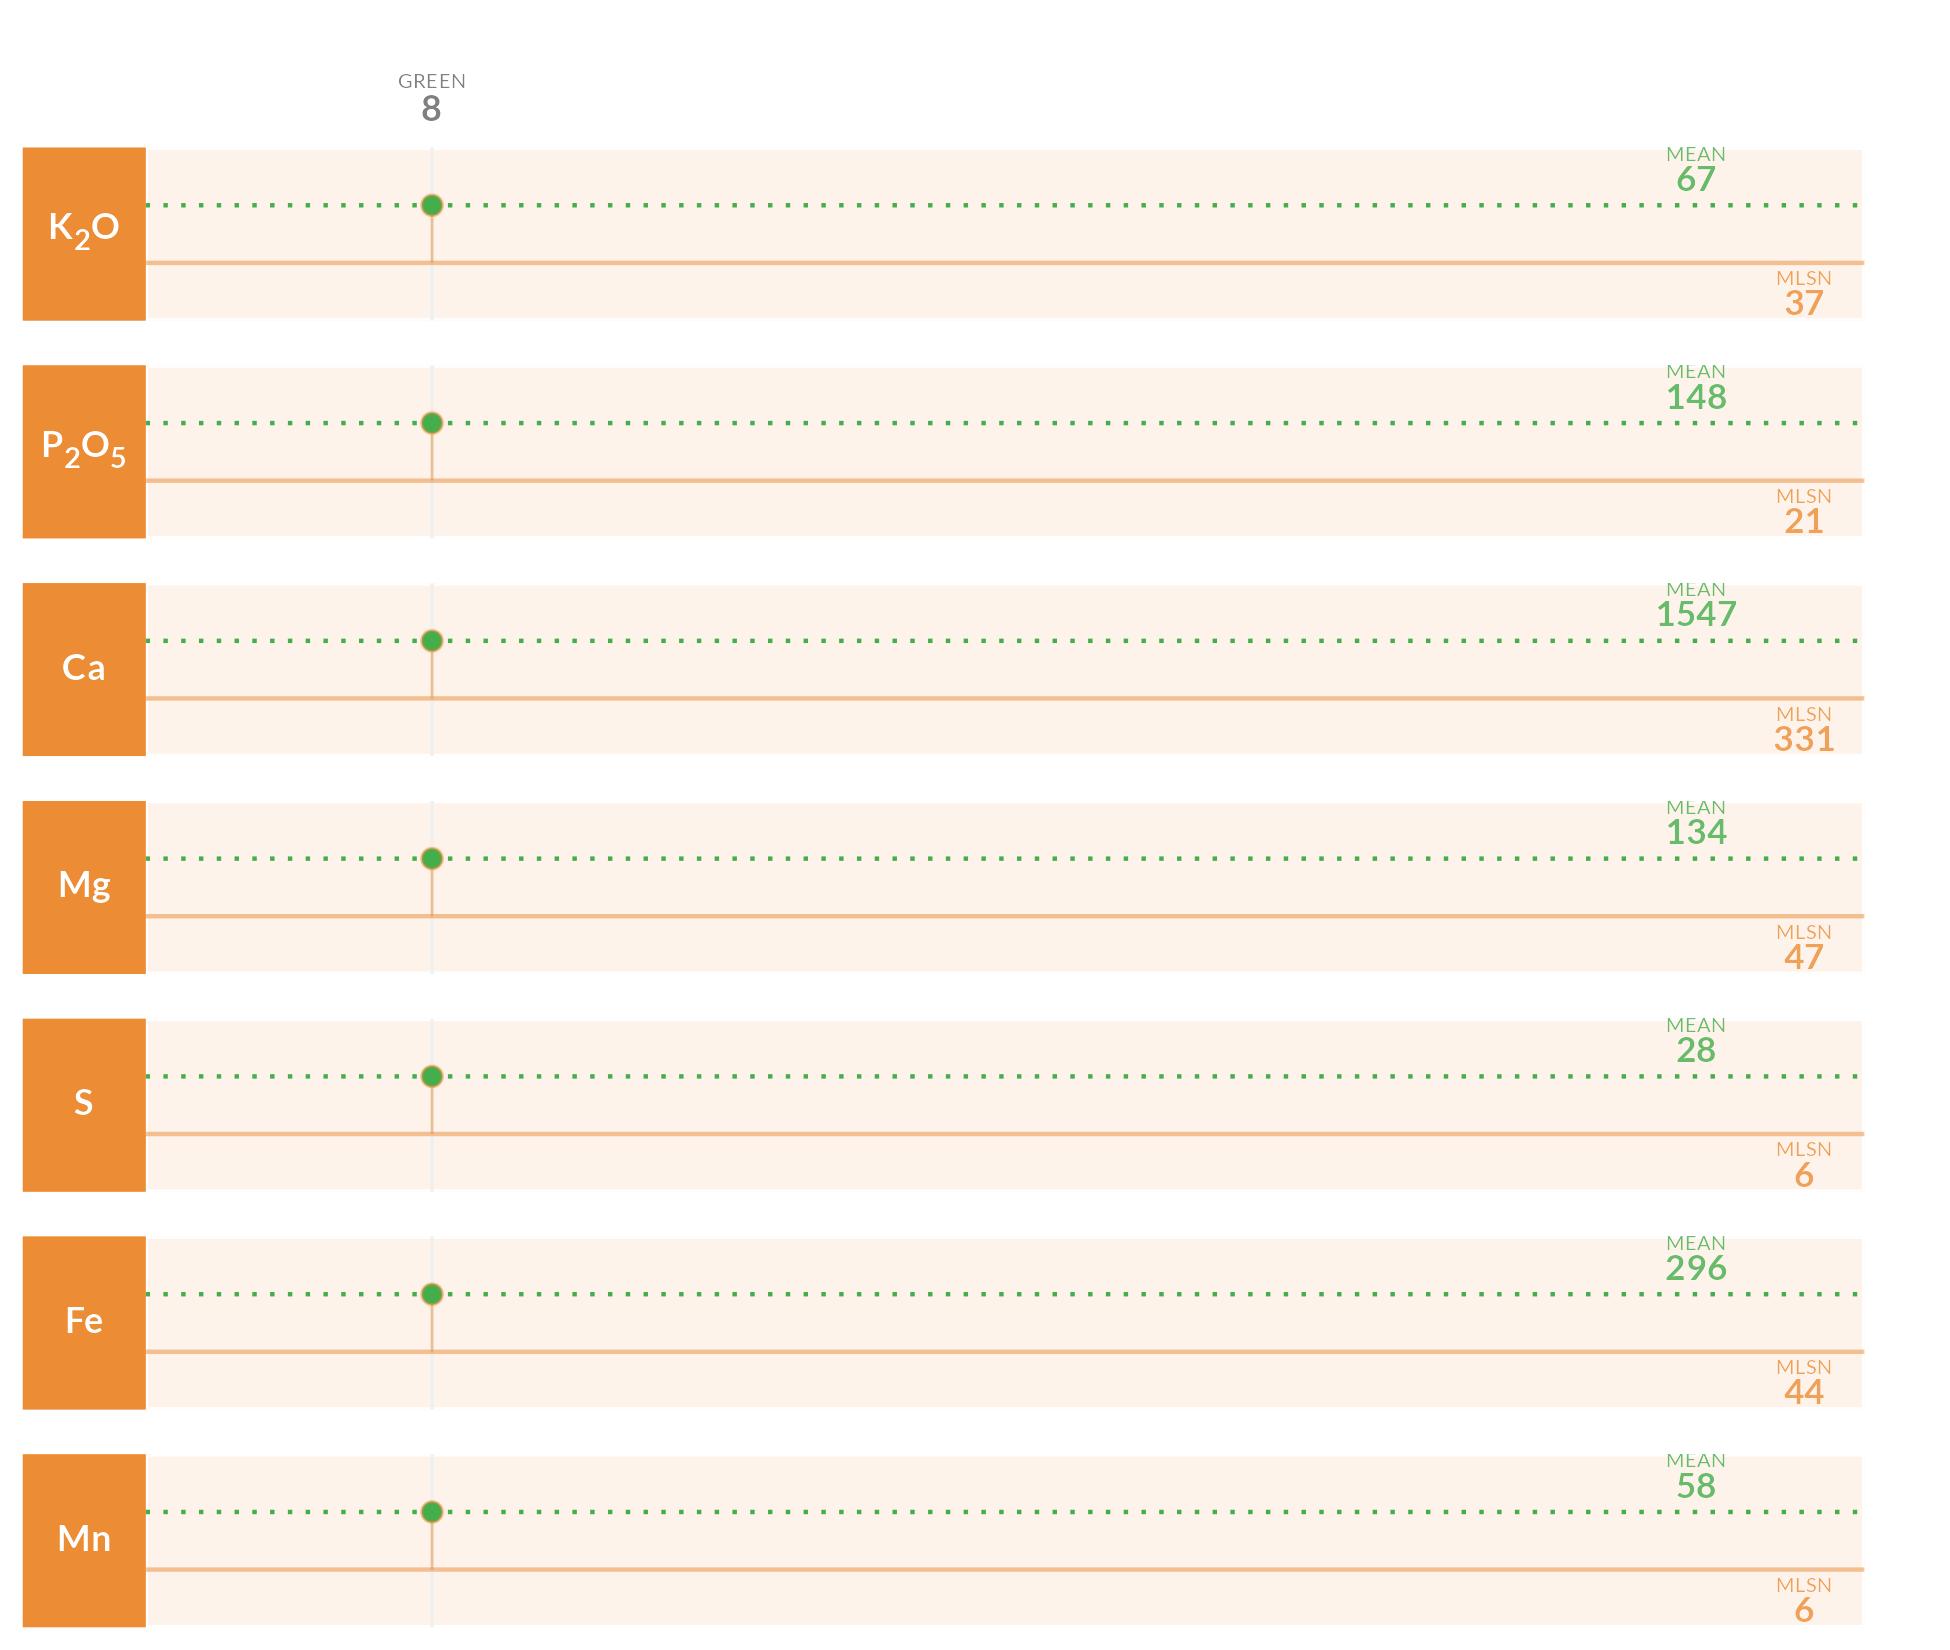 GREEN
8
MEAN
67
K₂O
MLSN
37
MEAN
148
P₂O₅
MLSN
21
MEAN
1547
Ca
MLSN
331
MEAN
134
Mg
MLSN
47
MEAN
28
S
MLSN
6
MEAN
296
Fe
MLSN
44
MEAN
58
Mn
MLSN
6